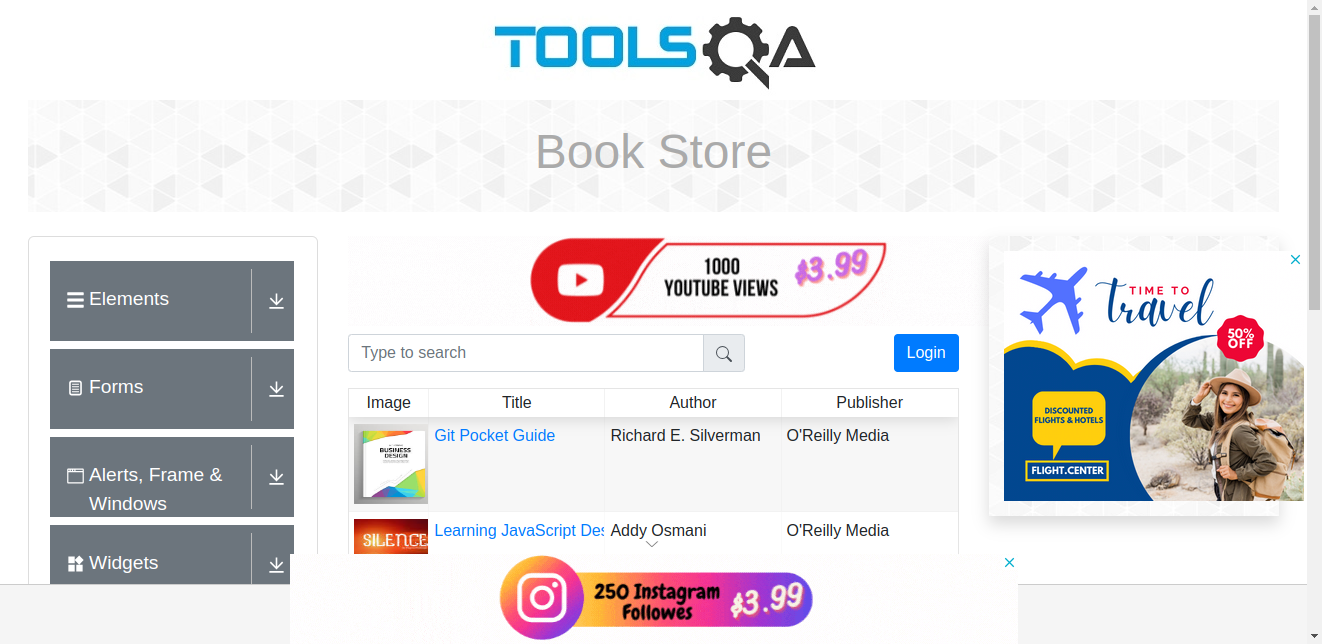 TOOLSQA
Book Store
Elements
Forms
Alerts, Frame &
Windows
Widgets
1000
YOUTUBE VIEWS
$3.99
Type to search
Login
Image Title Author Publisher
BUSINESS
DESIGN
Git Pocket Guide Richard E. Silverman O'Reilly Media
SILENCE
Learning JavaScript Des Addy Osmani O'Reilly Media
TIME TO
travel
50%
OFF
DISCOUNTED
FLIGHTS & HOTELS
FLIGHT.CENTER
250 Instagram
Followes
$3.99